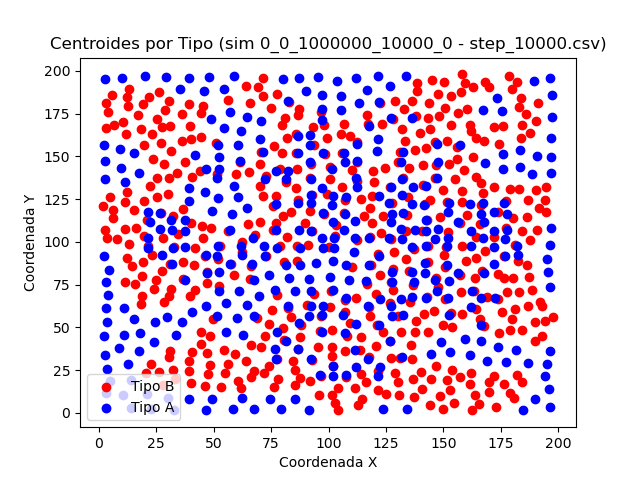 Centroides por Tipo (sim 0_0_1000000_10000_0 - step_10000.csv)
200
175
150
125
100
75
50
25
0
Coordenada Y
Tipo B
Tipo A
0 25 50 75 100 125 150 175 200
Coordenada X